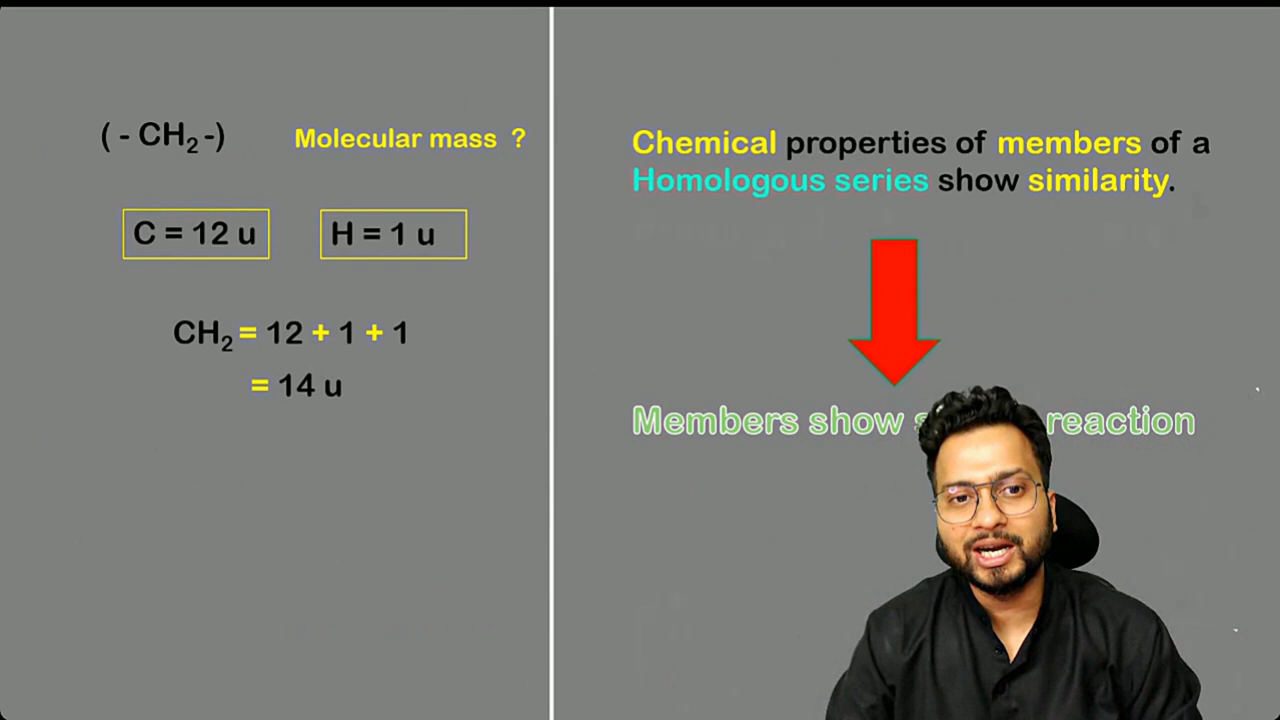 ( - CH₂ -)
Molecular mass ?
C = 12 u
H = 1 u
CH₂ = 12 + 1 + 1
= 14 u
Chemical properties of members of a
Homologous series show similarity.
Members show reaction